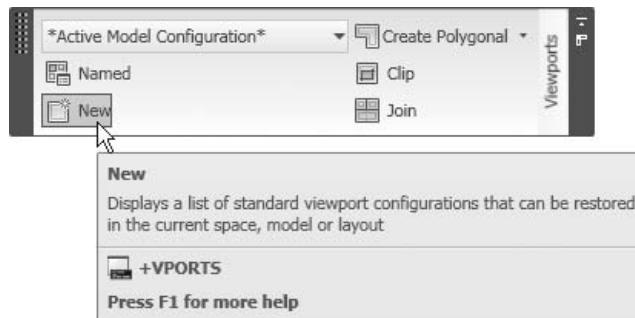 *Active Model Configuration*
Create Polygonal
Named
Clip
New
Join
Viewports
New
Displays a list of standard viewport configurations that can be restored
in the current space, model or layout
+VPORTS
Press F1 for more help